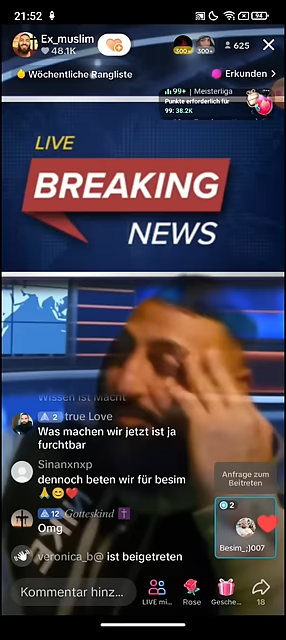 21:52
94
Ex_muslim
48.1K
300+
300+
625
Wöchentliche Rangliste
Erkunden >
99+ | Meisterliga
Punkte erforderlich für
99: 38.2K
LIVE
BREAKING
NEWS
Wissen ist Macht
2 true Love
Was machen wir jetzt ist ja
furchtbar
Sinanxnxp
dennoch beten wir für besim
🙏😊❤️
12 Gotteskind ✝️
Omg
veronica_b@ ist beigetreten
Anfrage zum
Beitreten
2
Besim_;)007
Kommentar hinz...
LIVE mi...
Rose
Gesche...
18